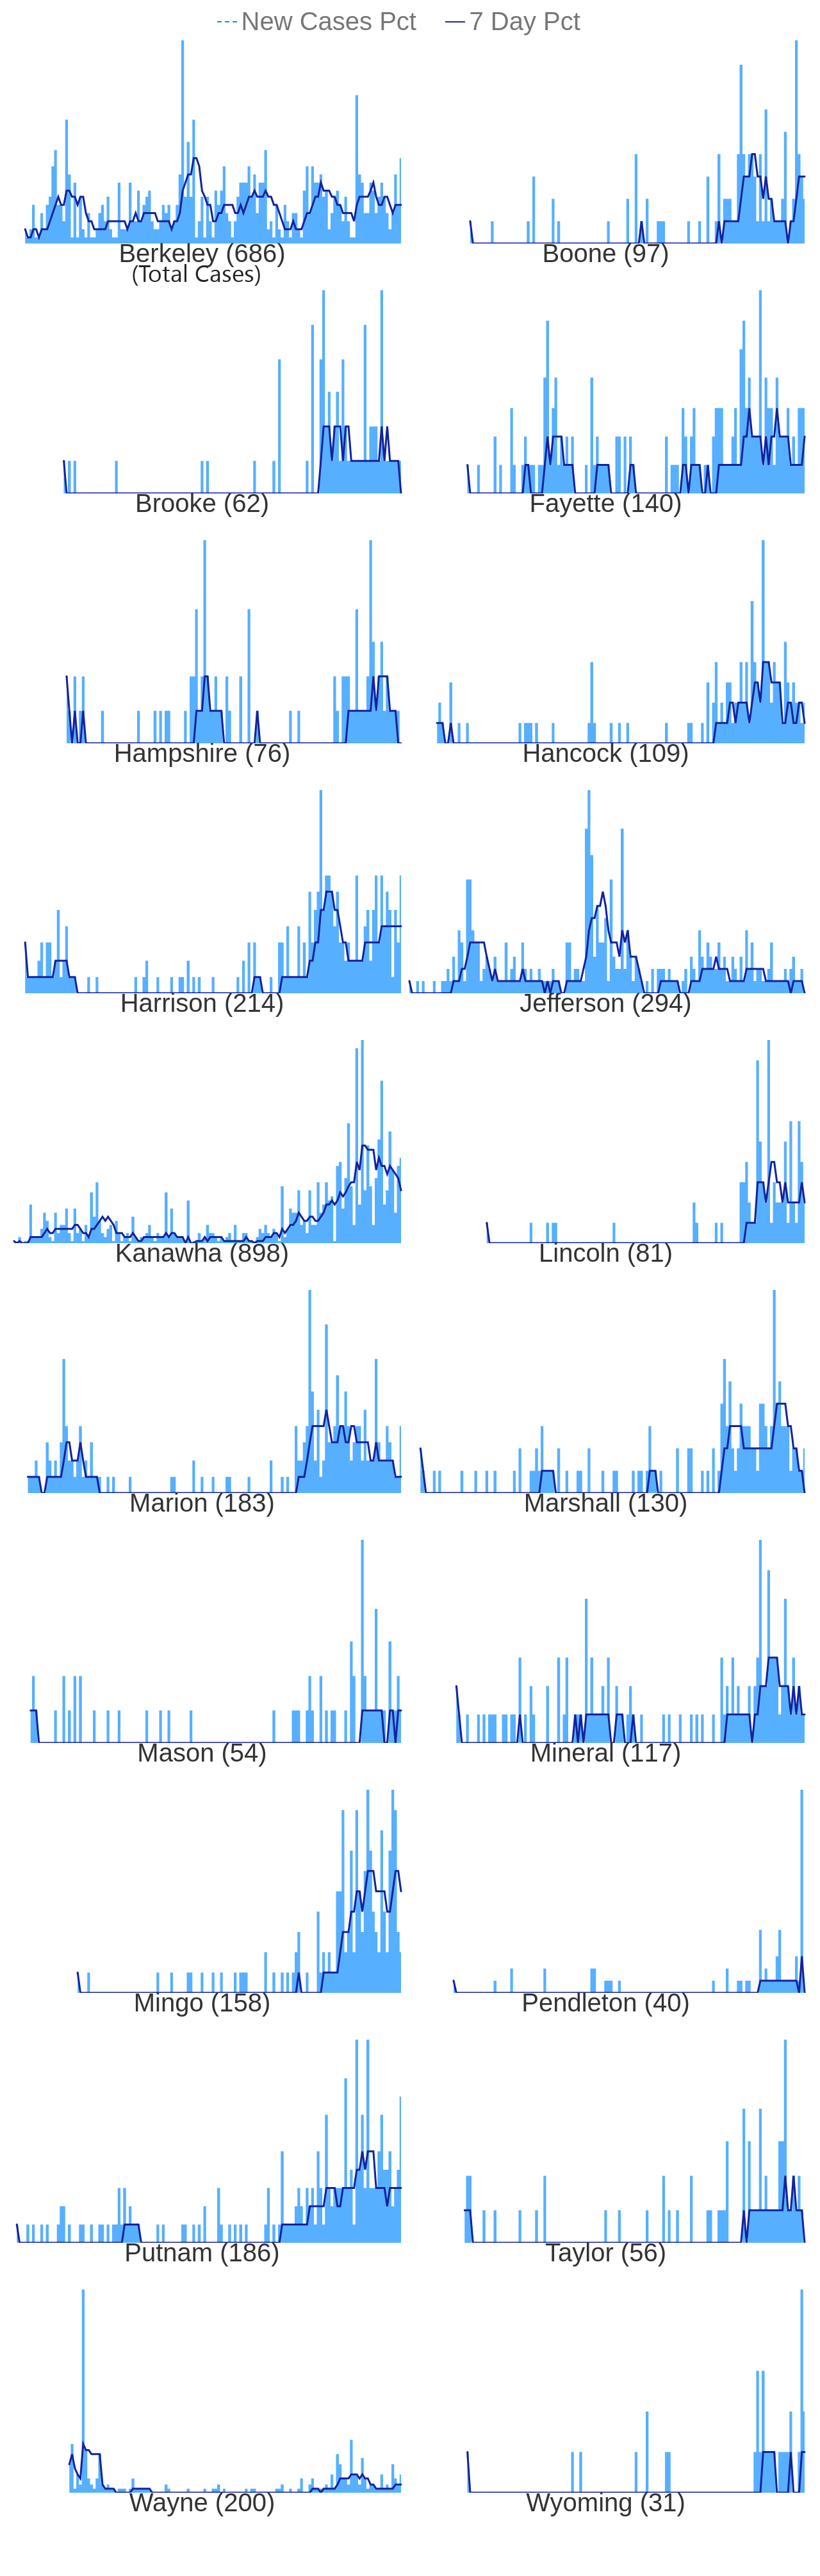 New Cases Pct 7 Day Pct
Berkeley (686) Boone (97)
(Total Cases)
Brooke (62) Fayette (140)
Hampshire (76) Hancock (109)
Harrison (214) Jefferson (294)
Kanawha (898) Lincoln (81)
Marion (183) Marshall (130)
Mason (54) Mineral (117)
Mingo (158) Pendleton (40)
Putnam (186) Taylor (56)
Wayne (200) Wyoming (31)